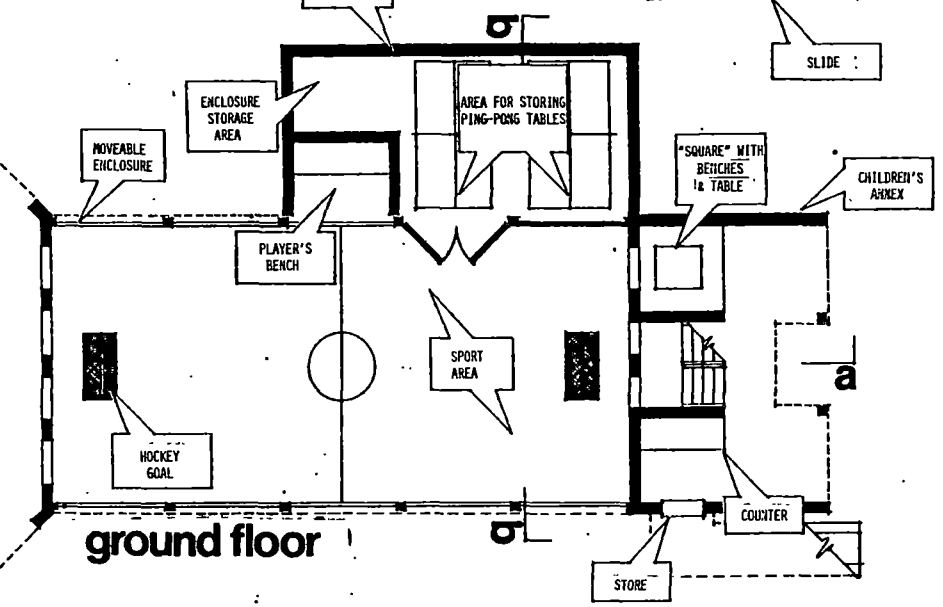 b
SLIDE :
ENCLOSURE
STORAGE
AREA
AREA FOR STORING
PING-PONG TABLES
MOVEABLE
ENCLOSURE
"SQUARE" WITH
BENCHES
& TABLE
CHILDREN'S
ANNEX
PLAYER'S
BENCH
SPORT
AREA
a
HOCKEY
GOAL
COUNTER
b
ground floor
STORE